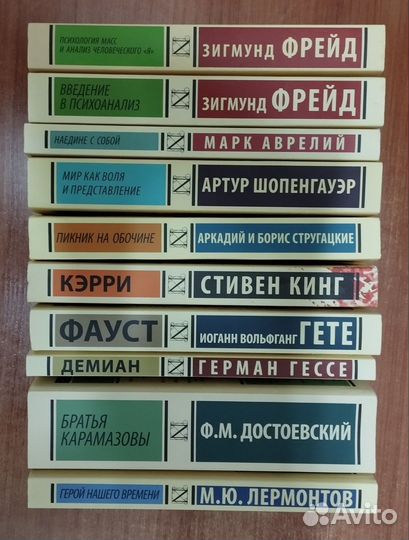 ПСИХОЛОГИЯ МАСС
И АНАЛИЗ ЧЕЛОВЕЧЕСКОГО «Я»
ЗИГМУНД ФРЕЙД
ВВЕДЕНИЕ
В ПСИХОАНАЛИЗ
ЗИГМУНД ФРЕЙД
НАЕДИНЕ С СОБОЙ
МАРК АВРЕЛИЙ
МИР КАК ВОЛЯ
И ПРЕДСТАВЛЕНИЕ
АРТУР ШОПЕНГАУЭР
ПИКНИК НА ОБОЧИНЕ
АРКАДИЙ И БОРИС СТРУГАЦКИЕ
КЭРРИ
СТИВЕН КИНГ
ФАУСТ
ИОГАНН ВОЛЬФГАНГ ГЕТЕ
ДЕМИАН
ГЕРМАН ГЕССЕ
БРАТЬЯ
КАРАМАЗОВЫ
Ф.М. ДОСТОЕВСКИЙ
ГЕРОЙ НАШЕГО ВРЕМЕНИ
М.Ю. ЛЕРМОНТОВ
Avito